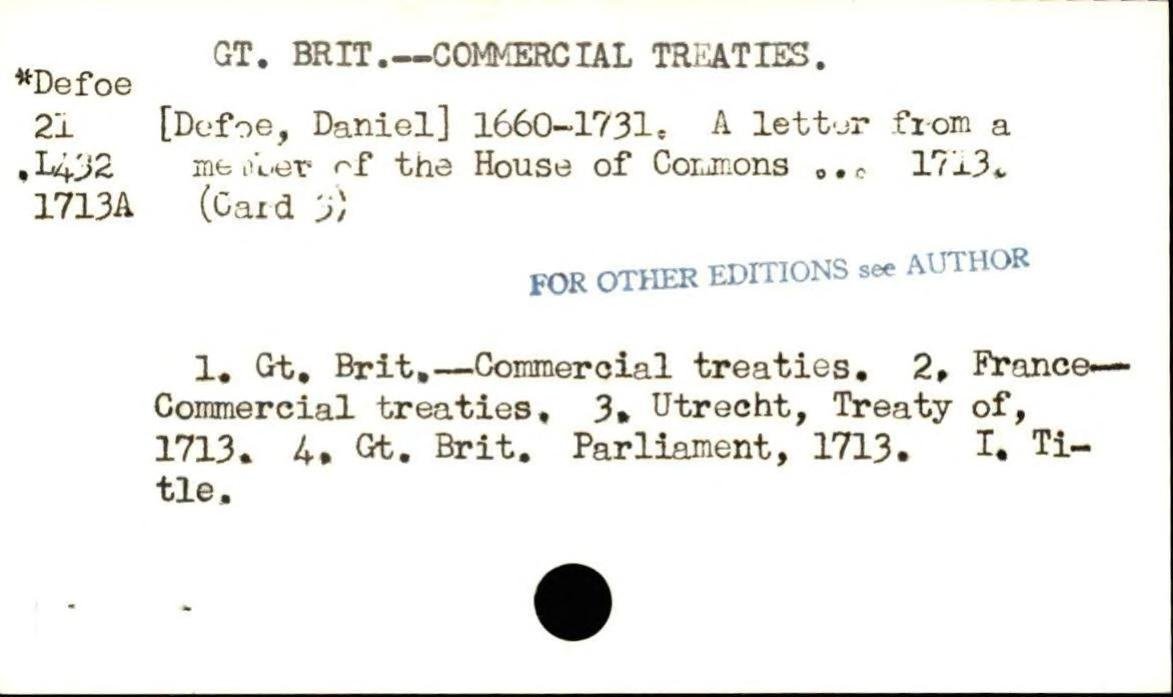 GT. BRIT.--COMMERCIAL TREATIES.
*Defoe
21 [Defoe, Daniel] 1660-1731. A letter from a
.L432 member of the House of Commons ... 1713.
1713A (Card 3)
FOR OTHER EDITIONS see AUTHOR
1. Gt. Brit.--Commercial treaties. 2. France--
Commercial treaties. 3. Utrecht, Treaty of,
1713. 4. Gt. Brit. Parliament, 1713. I. Ti-
tle.